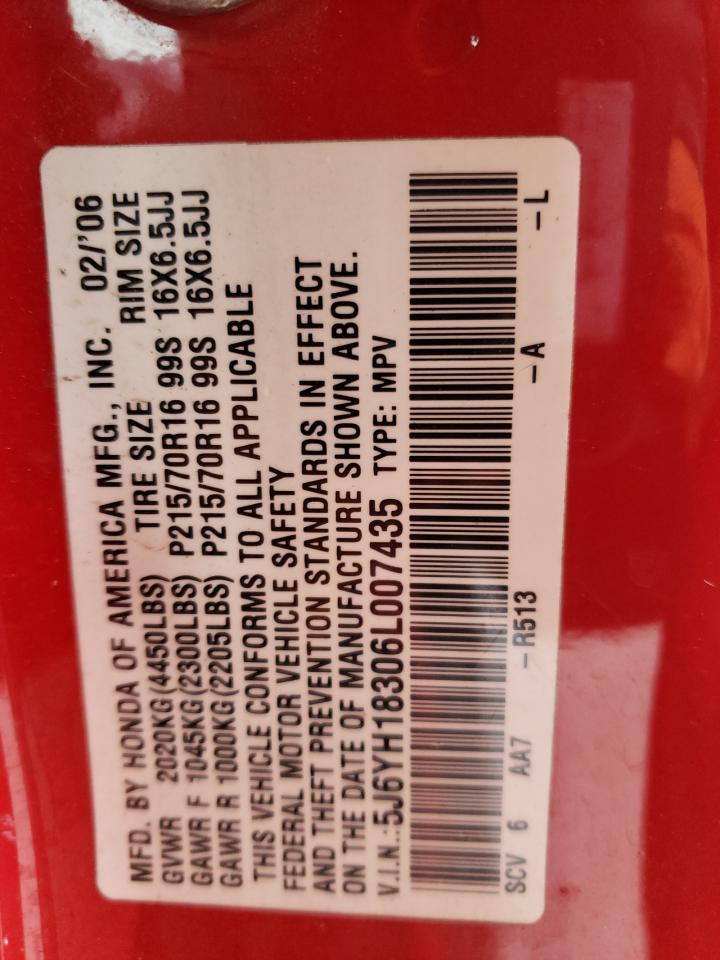 MFD. BY HONDA OF AMERICA MFG., INC. 02/'06
TIRE SIZE RIM SIZE
GVWR 2020KG(4450LBS)
GAWR F 1045KG(2300LBS) P215/70R16 99S 16X6.5JJ
GAWR R 1000KG(2205LBS) P215/70R16 99S 16X6.5JJ
THIS VEHICLE CONFORMS TO ALL APPLICABLE
FEDERAL MOTOR VEHICLE SAFETY
AND THEFT PREVENTION STANDARDS IN EFFECT
ON THE DATE OF MANUFACTURE SHOWN ABOVE.
V.I.N.:5J6YH18306L007435 TYPE: MPV
SCV 6 AA7 -R513 -A -L